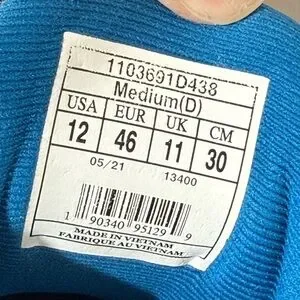 1103691D438
Medium(D)
USA EUR UK CM
12 46 11 30
05/21 13400
1 90340 95129 9
MADE IN VIETNAM
FABRIQUE AU VIETNAM